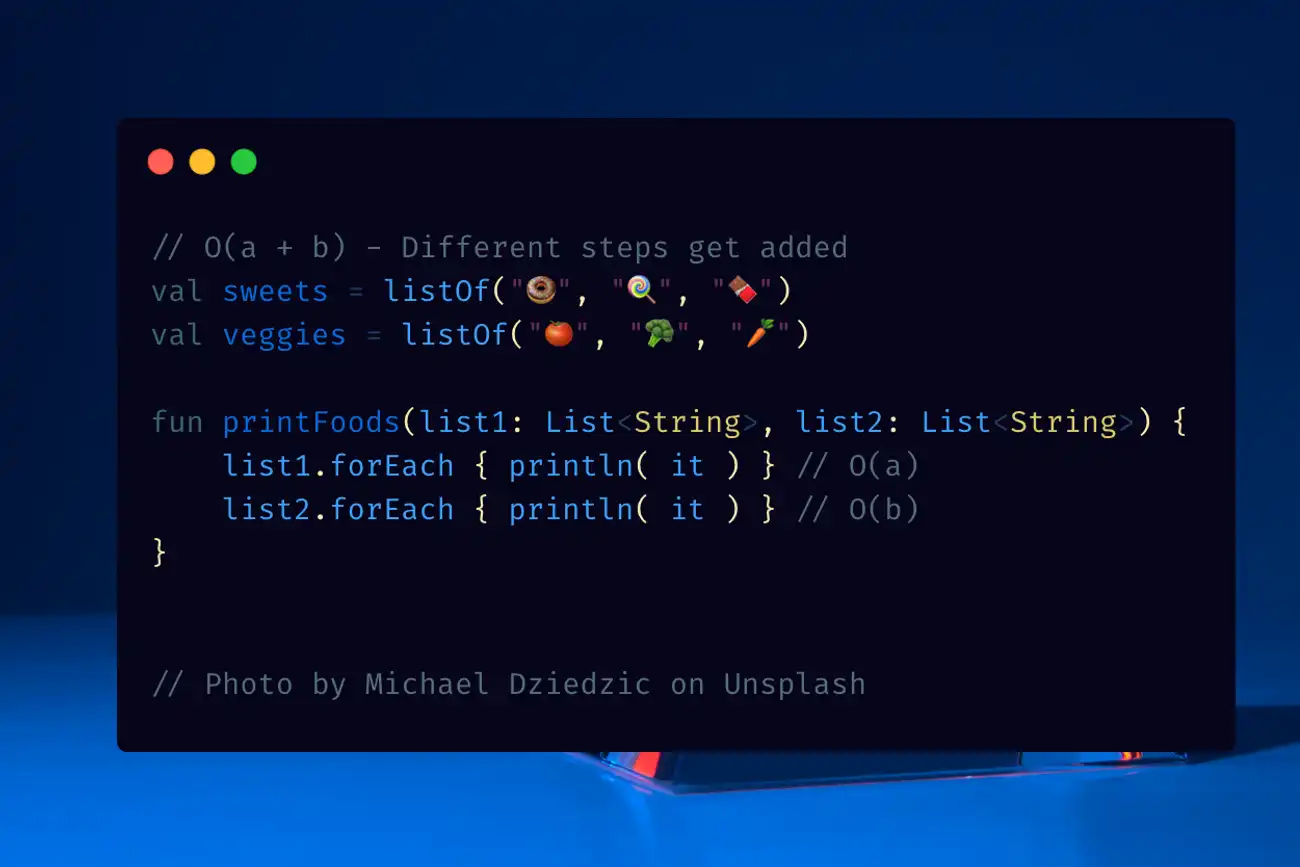 // O(a + b) - Different steps get added
val sweets = listOf("🍩", "🍭", "🍫")
val veggies = listOf("🍅", "🥦", "🥕")
fun printFoods(list1: List<String>, list2: List<String>) {
    list1.forEach { println( it ) } // O(a)
    list2.forEach { println( it ) } // O(b)
}
// Photo by Michael Dziedzic on Unsplash